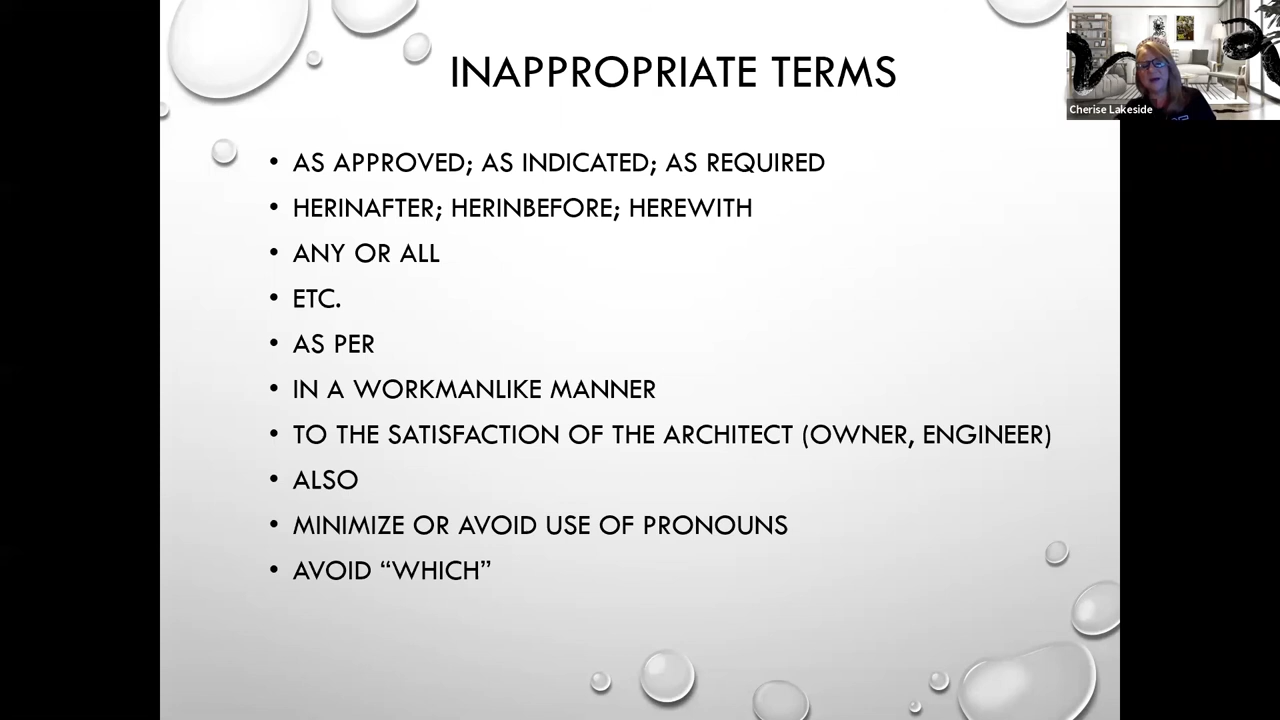 INAPPROPRIATE TERMS
Cherise Lakeside
• AS APPROVED; AS INDICATED; AS REQUIRED
• HERINAFTER; HERINBEFORE; HEREWITH
• ANY OR ALL
• ETC.
• AS PER
• IN A WORKMANLIKE MANNER
• TO THE SATISFACTION OF THE ARCHITECT (OWNER, ENGINEER)
• ALSO
• MINIMIZE OR AVOID USE OF PRONOUNS
• AVOID “WHICH”